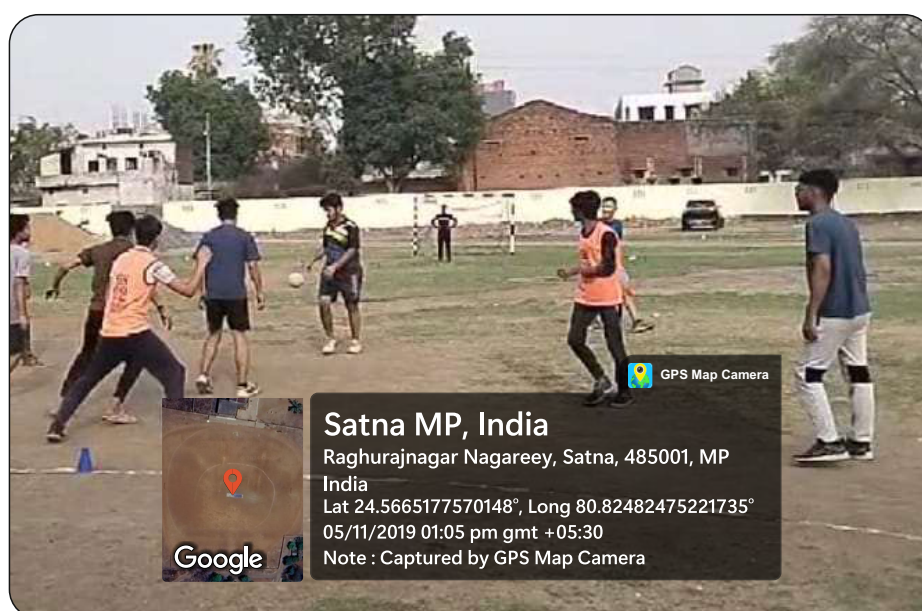 GPS Map Camera
Satna MP, India
Raghurajnagar Nagareey, Satna, 485001, MP
India
Lat 24.5665177570148°, Long 80.82482475221735°
05/11/2019 01:05 pm gmt +05:30
Note : Captured by GPS Map Camera
Google